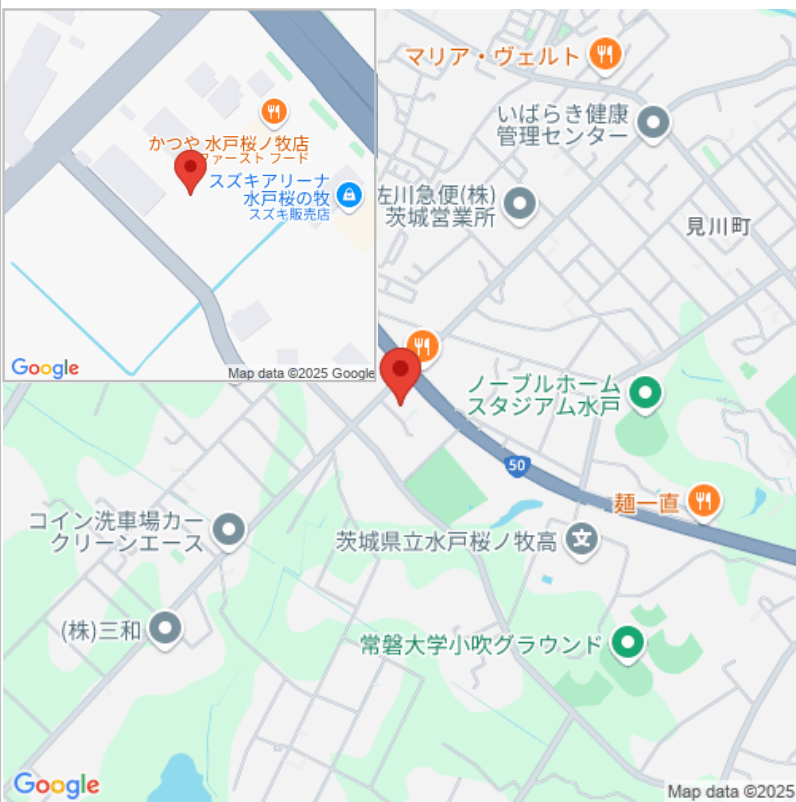 かつや 水戸桜ノ牧店
ファースト フード
スズキアリーナ
水戸桜の牧
スズキ販売店
Google
Map data ©2025 Google
マリア・ヴェルト
いばらき健康
管理センター
佐川急便(株)
茨城営業所
見川町
ノーブルホーム
スタジアム水戸
50
麺一直
コイン洗車場カー
クリーンエース
茨城県立水戸桜ノ牧高
文
(株)三和
常磐大学小吹グラウンド
Google
Map data ©2025